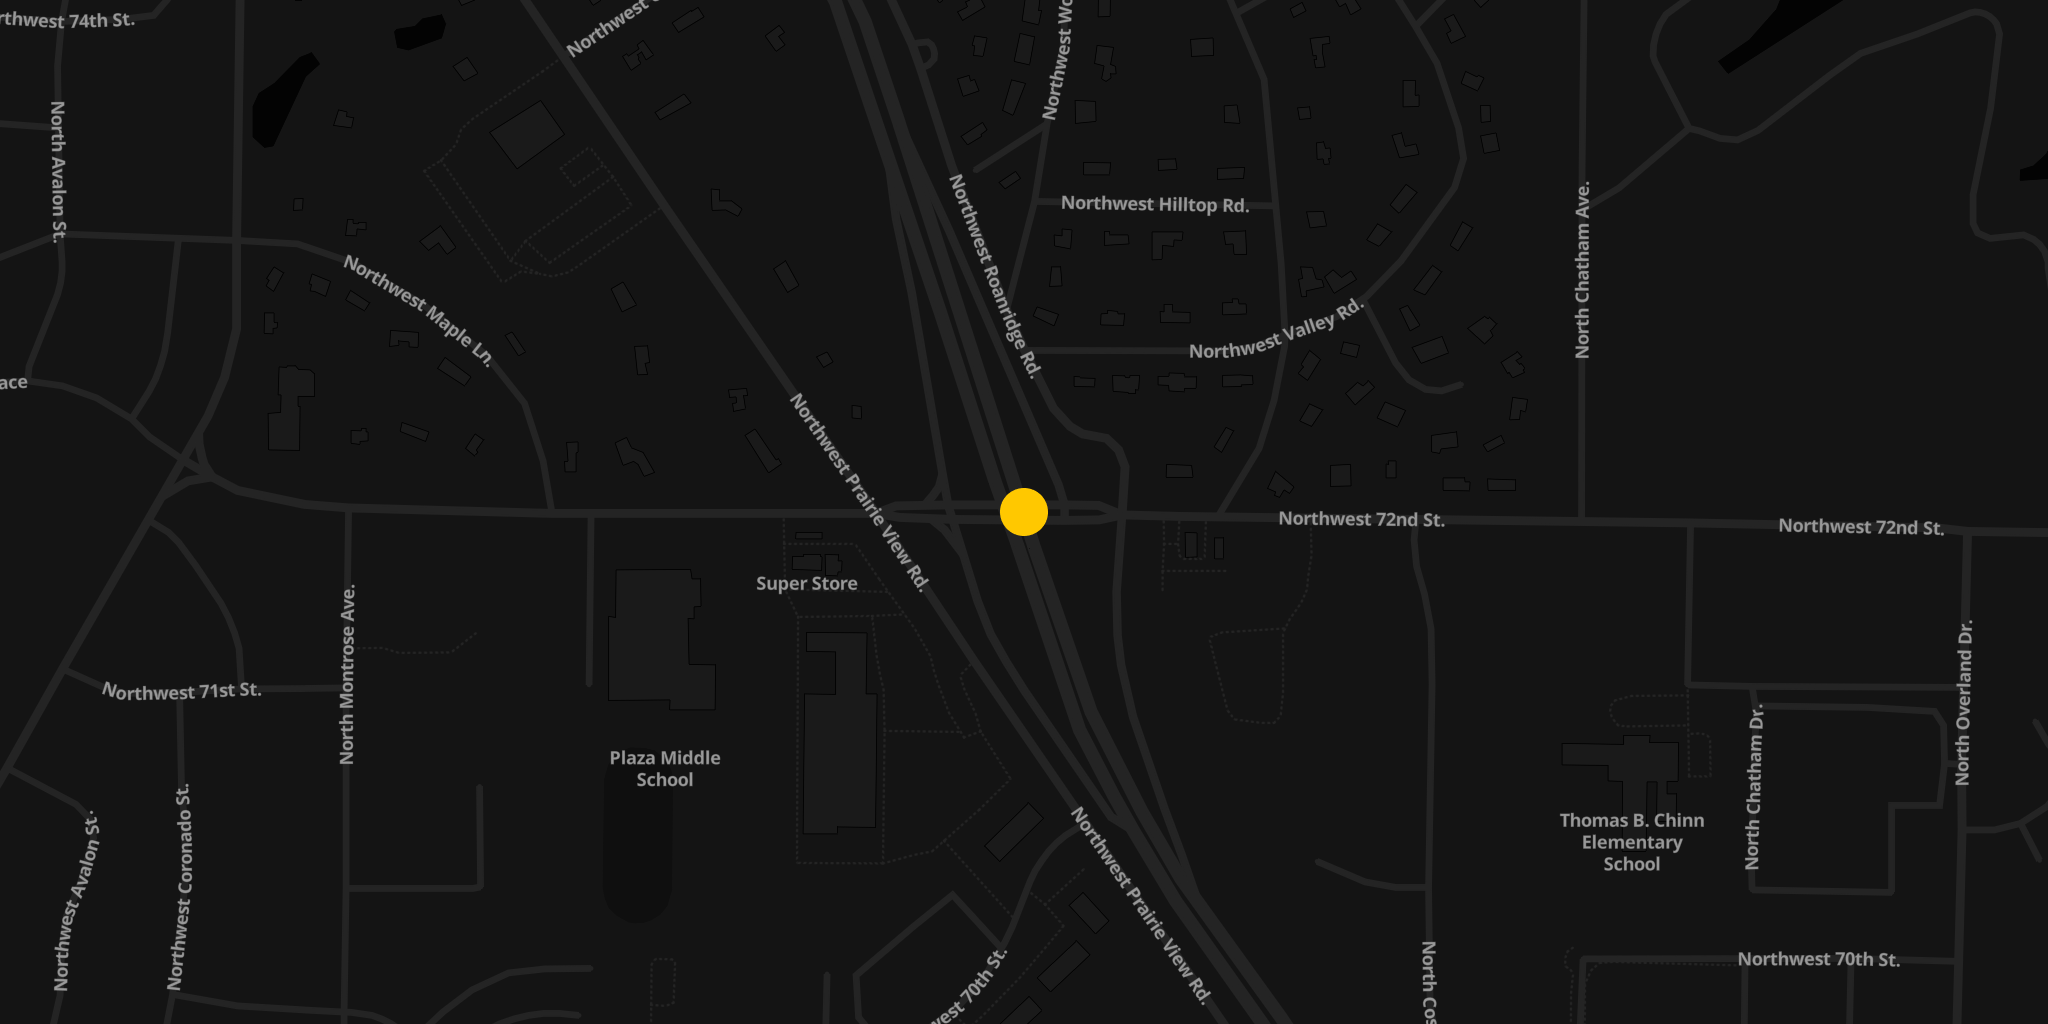 rthwest 74th St.
Northwest
Northwest Wo
North Avalon St.
Northwest Maple Ln.
Northwest Roanridge Rd.
Northwest Hilltop Rd.
North Chatham Ave.
Northwest Valley Rd.
ace
Northwest Prairie View Rd.
Northwest 72nd St.
Northwest 72nd St.
Super Store
North Montrose Ave.
Northwest 71st St.
North Overland Dr.
Plaza Middle
School
North Chatham Dr.
Northwest Coronado St.
Northwest Avalon St.
Thomas B. Chinn
Elementary
School
Northwest Prairie View Rd.
west 70th St.
North Cos
Northwest 70th St.